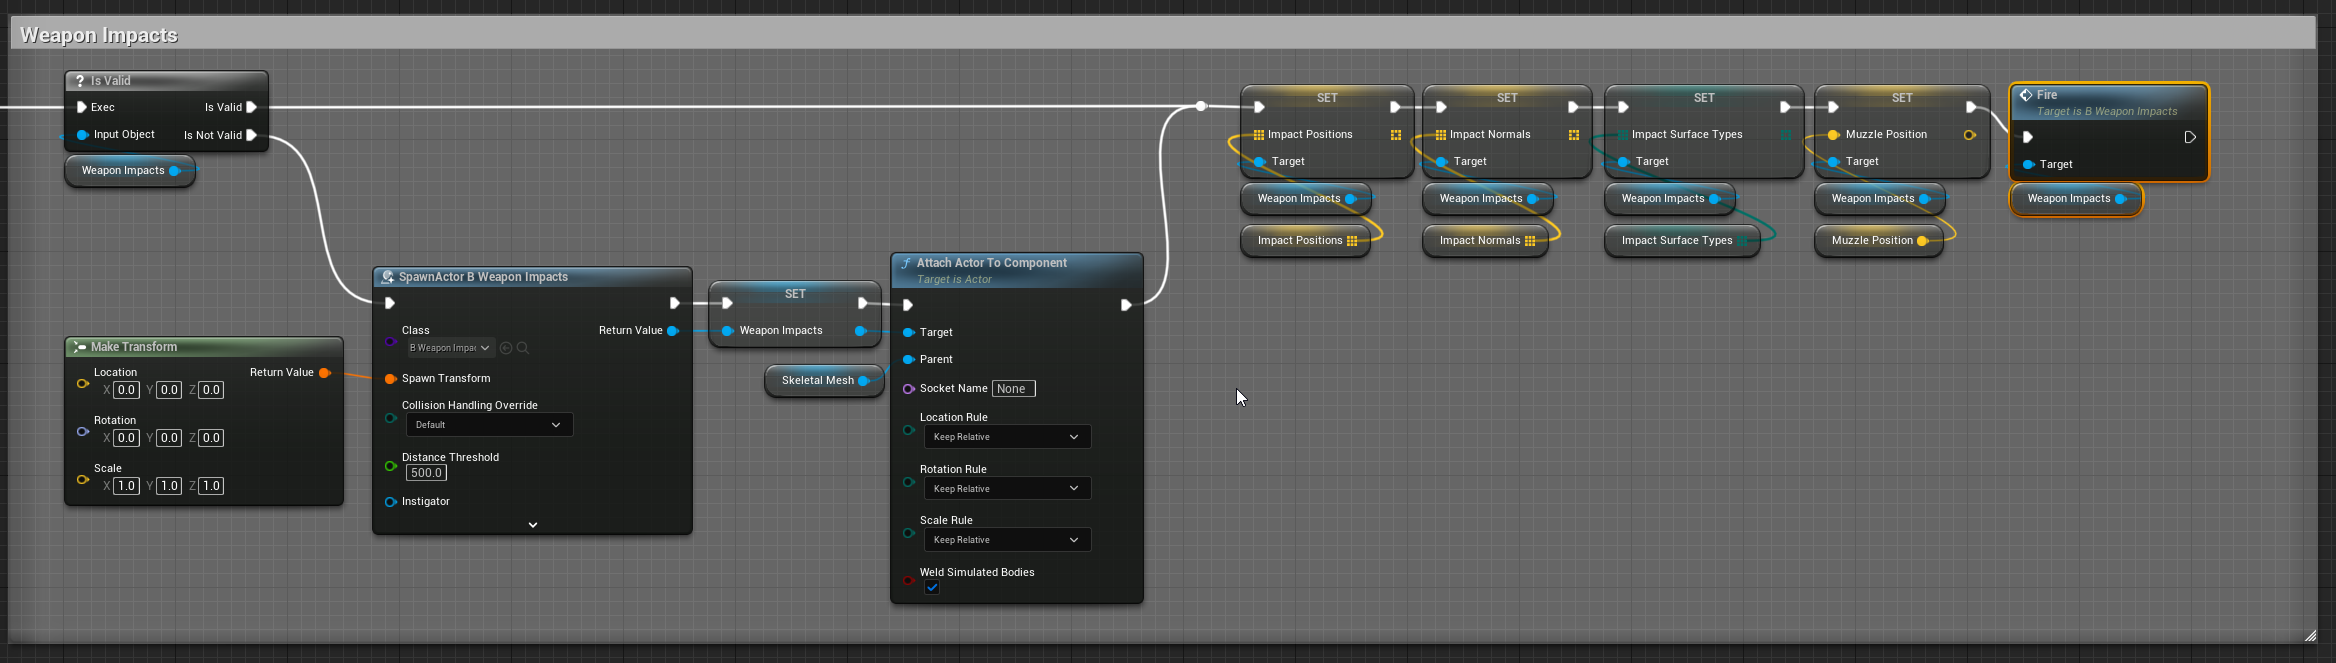 Weapon Impacts
? Is Valid
Exec
Is Valid
Input Object
Is Not Valid
Weapon Impacts
SpawnActor B Weapon Impacts
Class
B Weapon Impac
Return Value
Spawn Transform
Collision Handling Override
Default
Distance Threshold
500.0
Instigator
Make Transform
Location
Return Value
X 0.0 Y 0.0 Z 0.0
Rotation
X 0.0 Y 0.0 Z 0.0
Scale
X 1.0 Y 1.0 Z 1.0
SET
Weapon Impacts
Skeletal Mesh
f Attach Actor To Component
Target is Actor
Target
Parent
Socket Name None
Location Rule
Keep Relative
Rotation Rule
Keep Relative
Scale Rule
Keep Relative
Weld Simulated Bodies
SET
Impact Positions
Target
Weapon Impacts
Impact Positions
SET
Impact Normals
Target
Weapon Impacts
Impact Normals
SET
Impact Surface Types
Target
Weapon Impacts
Impact Surface Types
SET
Muzzle Position
Target
Weapon Impacts
Muzzle Position
Fire
Target is B Weapon Impacts
Target
Weapon Impacts